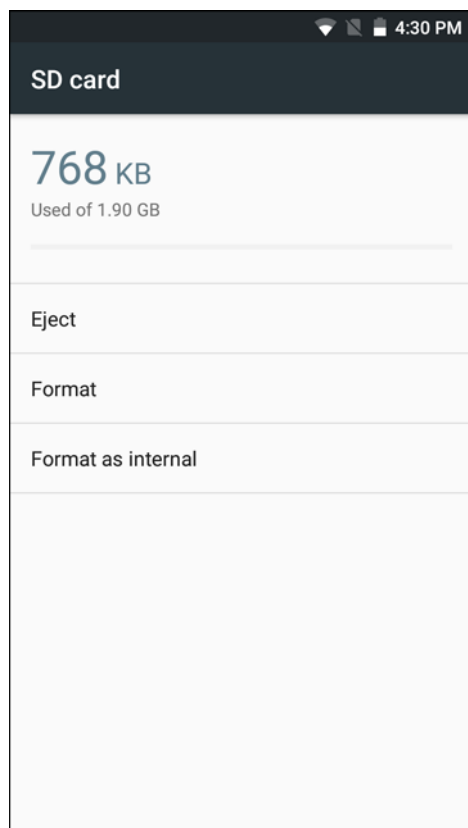 4:30 PM
SD card
768 KB
Used of 1.90 GB
Eject
Format
Format as internal